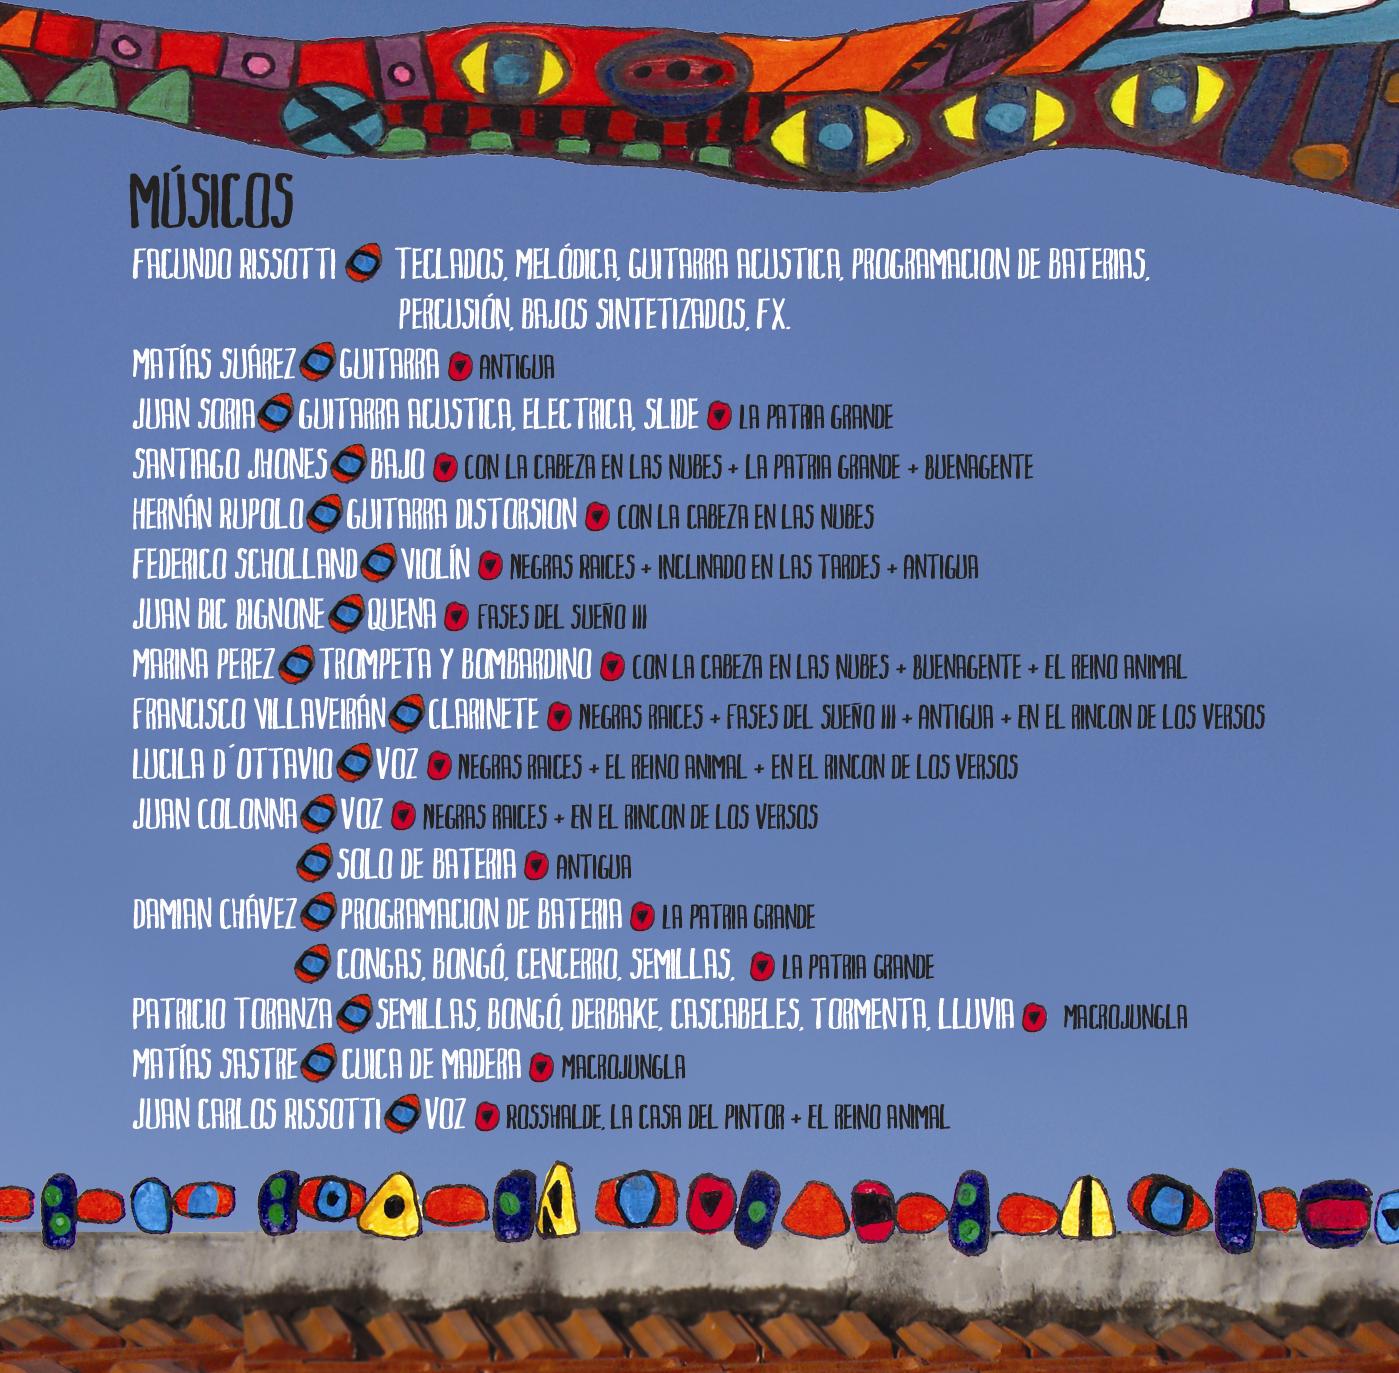 MÚSICOS
FACUNDO RISSOTTI TECLADOS, MELÓDICA, GUITARRA ACUSTICA, PROGRAMACION DE BATERIAS,
PERCUSIÓN, BAJOS SINTETIZADOS, FX.
MATÍAS SUÁREZ GUITARRA ANTIGUA
JUAN SORIA GUITARRA ACUSTICA, ELECTRICA, SLIDE LA PATRIA GRANDE
SANTIAGO JHONES BAJO CON LA CABEZA EN LAS NUBES + LA PATRIA GRANDE + BUENAGENTE
HERNÁN RUPOLO GUITARRA DISTORSION CON LA CABEZA EN LAS NUBES
FEDERICO SCHOLLAND VIOLÍN NEGRAS RAICES + INCLINADO EN LAS TARDES + ANTIGUA
JUAN BIC BIGNONE QUENA FASES DEL SUEÑO III
MARINA PEREZ TROMPETA Y BOMBARDINO CON LA CABEZA EN LAS NUBES + BUENAGENTE + EL REINO ANIMAL
FRANCISCO VILLAVEIRÁN CLARINETE NEGRAS RAICES + FASES DEL SUEÑO III + ANTIGUA + EN EL RINCON DE LOS VERSOS
LUCILA D´OTTAVIO VOZ NEGRAS RAICES + EL REINO ANIMAL + EN EL RINCON DE LOS VERSOS
JUAN COLONNA VOZ NEGRAS RAICES + EN EL RINCON DE LOS VERSOS
SOLO DE BATERIA ANTIGUA
DAMIAN CHÁVEZ PROGRAMACION DE BATERIA LA PATRIA GRANDE
CONGAS, BONGÓ, CENCERRO, SEMILLAS, LA PATRIA GRANDE
PATRICIO TORANZA SEMILLAS, BONGÓ, DERBAKE, CASCABELES, TORMENTA, LLUVIA MACROJUNGLA
MATÍAS SASTRE CUICA DE MADERA MACROJUNGLA
JUAN CARLOS RISSOTTI VOZ ROSSHALDE, LA CASA DEL PINTOR + EL REINO ANIMAL